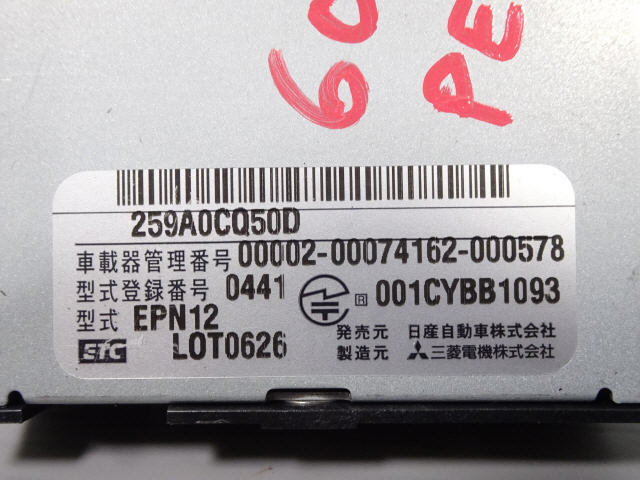 60
PE
259A0CQ50D
車載器管理番号 00002-00074162-000578
型式登録番号 0441 R 001CYBB1093
型式 EPN12 発売元 日産自動車株式会社
ETC LOT0626 製造元 三菱電機株式会社